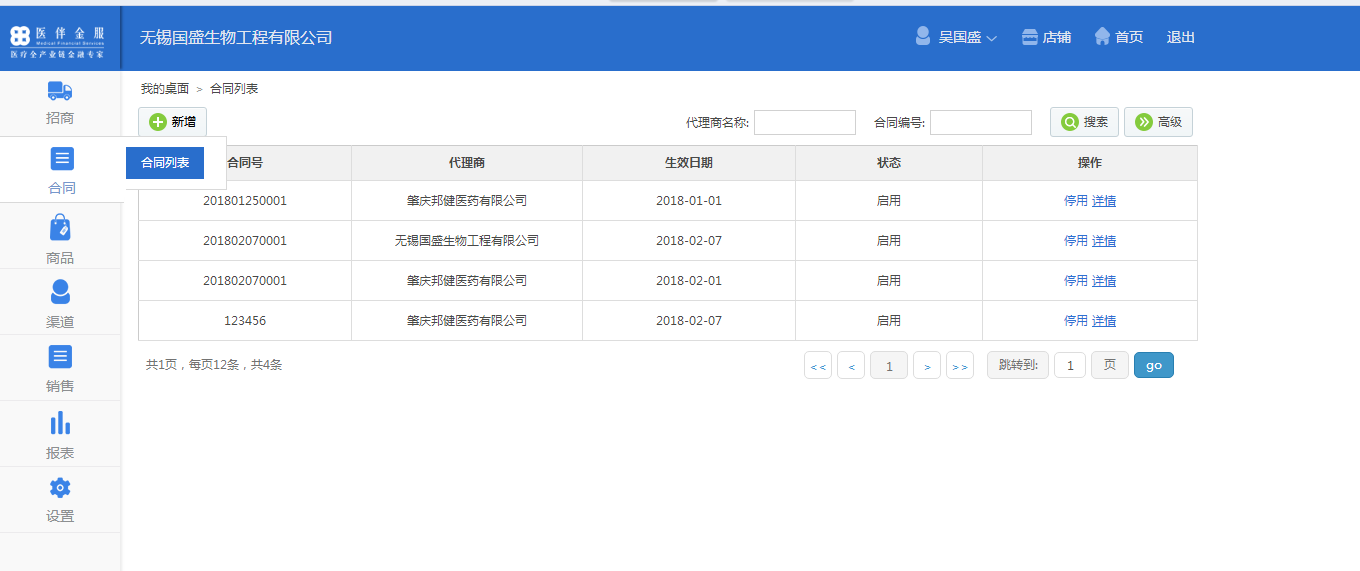 医伴金服
Medical Financial Services
医疗全产业链金融专家
无锡国盛生物工程有限公司
吴国盛 店铺 首页 退出
招商
合同
商品
渠道
销售
报表
设置
我的桌面 > 合同列表
新增 代理商名称: 合同编号: 搜索 高级
合同列表
合同号 代理商 生效日期 状态 操作
201801250001 肇庆邦健医药有限公司 2018-01-01 启用 停用 详情
201802070001 无锡国盛生物工程有限公司 2018-02-07 启用 停用 详情
201802070001 肇庆邦健医药有限公司 2018-02-01 启用 停用 详情
123456 肇庆邦健医药有限公司 2018-02-07 启用 停用 详情
共1页，每页12条，共4条 << < 1 > >> 跳转到: 1 页 go